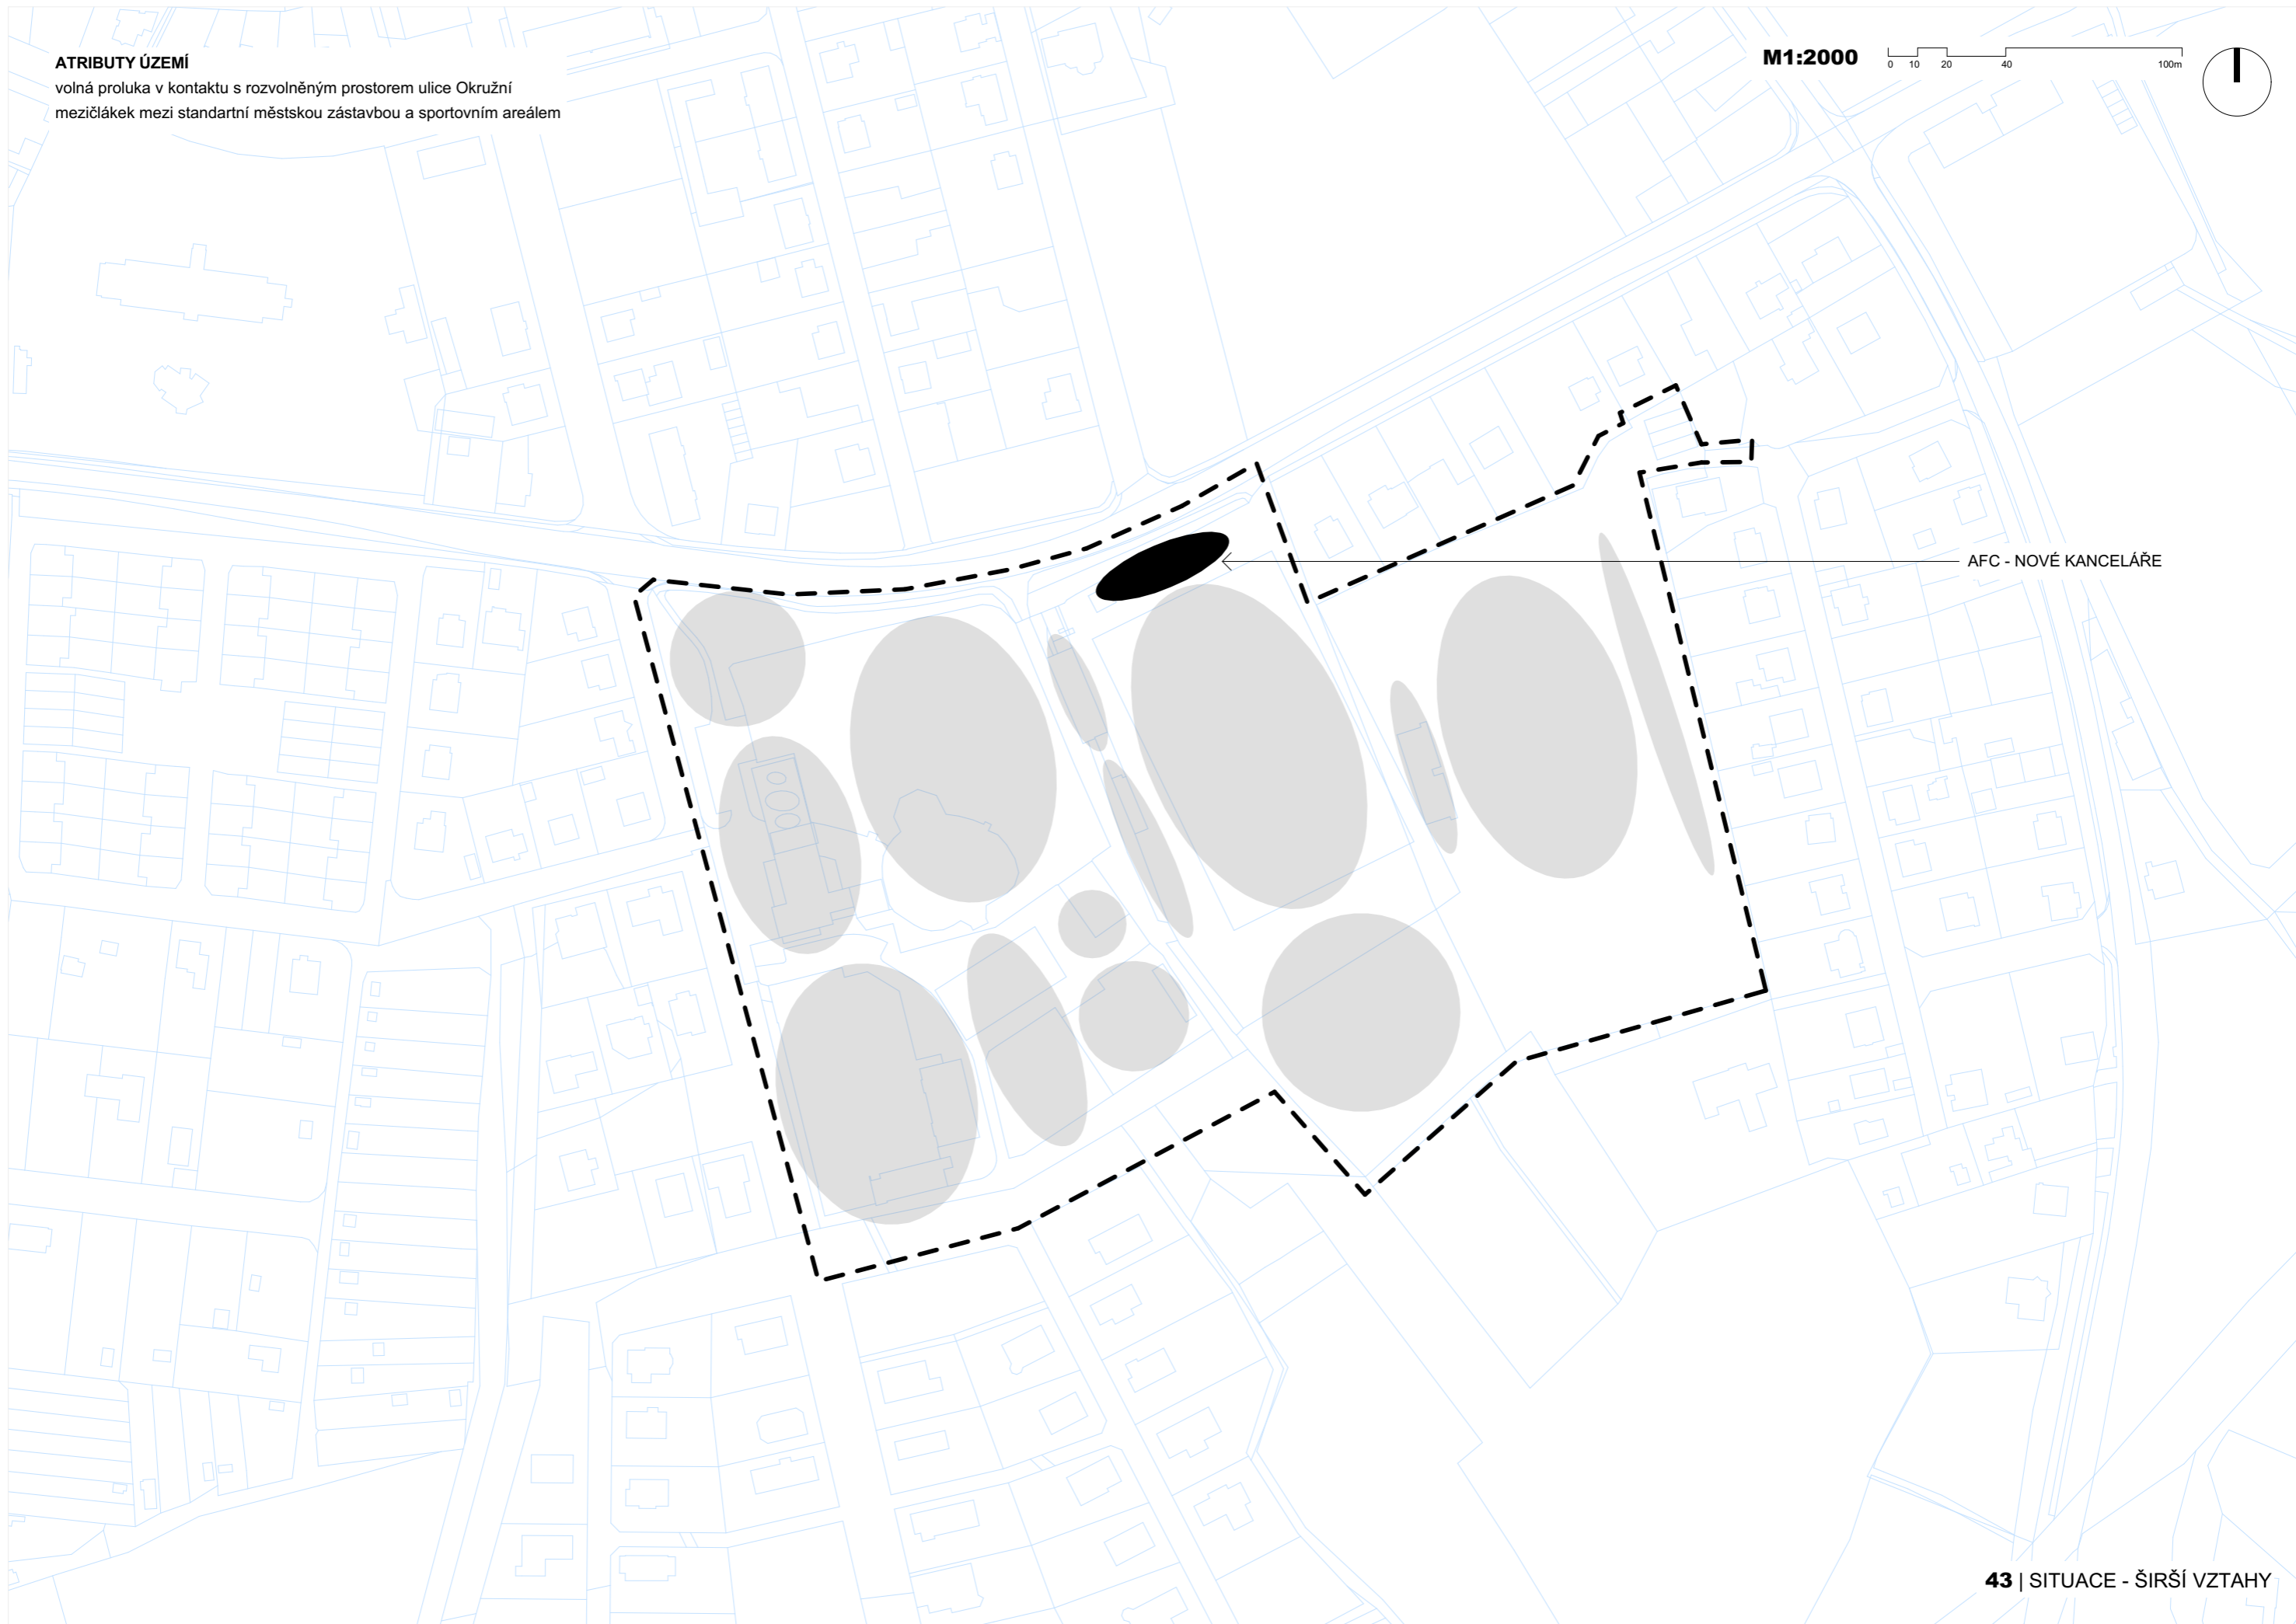 ATRIBUTY ÚZEMÍ
volná proluka v kontaktu s rozvolněným prostorem ulice Okružní
mezičlákek mezi standartní městskou zástavbou a sportovním areálem
M1:2000
0 10 20 40 100m
AFC - NOVÉ KANCELÁŘE
43 | SITUACE - ŠIRŠÍ VZTAHY